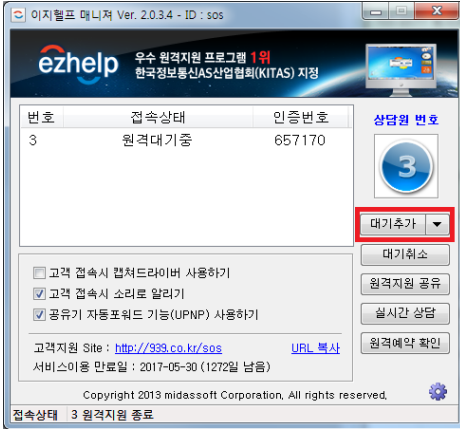 이지헬프 매니져 Ver. 2.0.3.4 - ID : sos
ezhelp
우수 원격지원 프로그램 1위
한국정보통신AS산업협회(KITAS) 지정
번호 접속상태 인증번호
3 원격대기중 657170
상담원 번호
3
대기추가
대기취소
원격지원 공유
실시간 상담
원격예약 확인
고객 접속시 캡쳐드라이버 사용하기
고객 접속시 소리로 알리기
공유기 자동포워드 기능(UPNP) 사용하기
고객지원 Site : http://939.co.kr/sos URL 복사
서비스이용 만료일 : 2017-05-30 (1272일 남음)
Copyright 2013 midassoft Corporation, All rights reserved,
접속상태 3 원격지원 종료